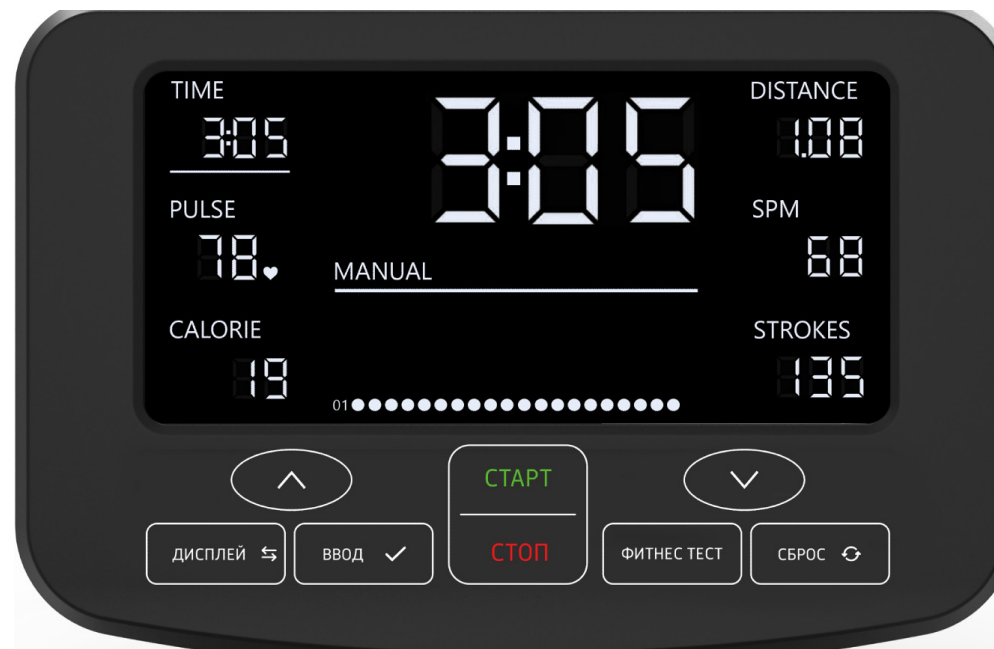 TIME
3:05
PULSE
78
CALORIE
19
3:05
MANUAL
01
DISTANCE
1.08
SPM
68
STROKES
135
СТАРТ
СТОП
ДИСПЛЕЙ
ВВОД
ФИТНЕС ТЕСТ
СБРОС